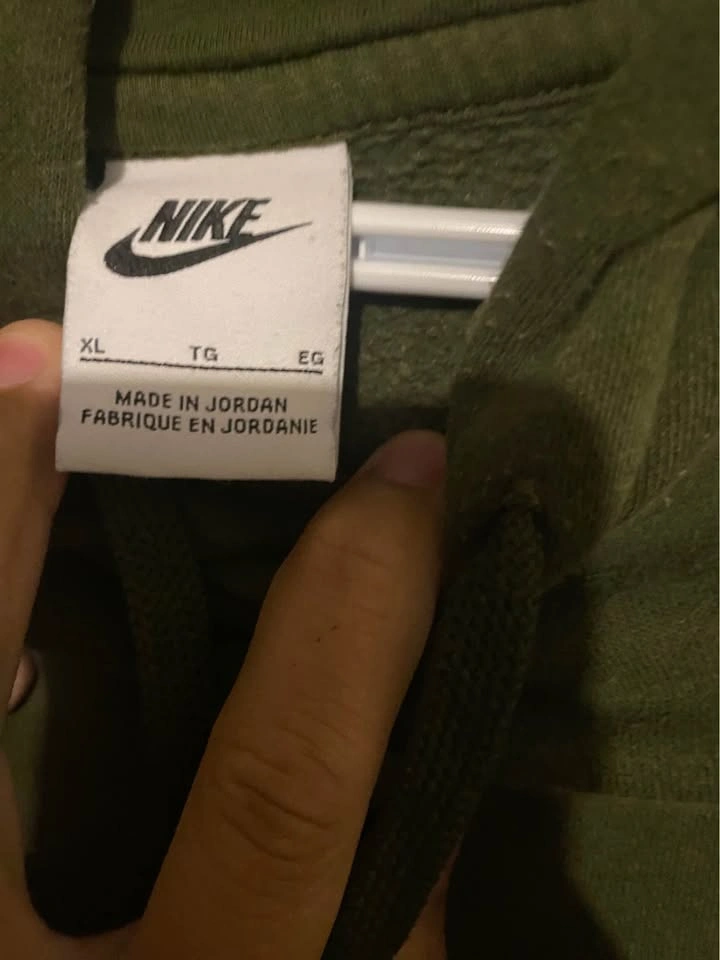 NIKE
XL TG EG
MADE IN JORDAN
FABRIQUE EN JORDANIE